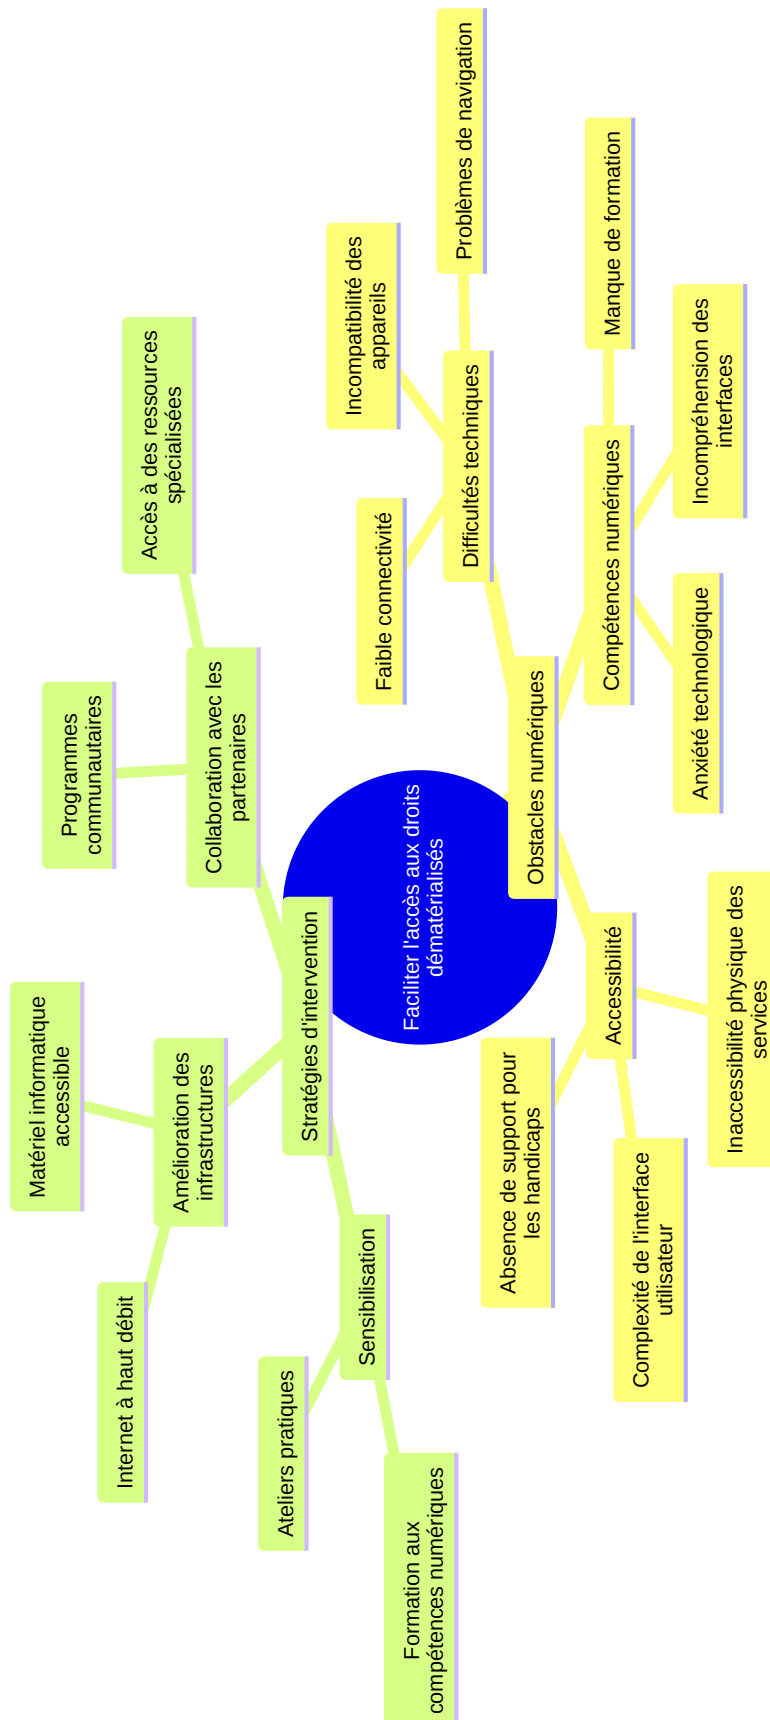 Faciliter l'accès aux droits
dématérialisés
Obstacles numériques
Difficultés techniques
Problèmes de navigation
Incompatibilité des
appareils
Faible connectivité
Compétences numériques
Manque de formation
Incompréhension des
interfaces
Anxiété technologique
Accessibilité
Absence de support pour
les handicaps
Complexité de l'interface
utilisateur
Inaccessibilité physique des
services
Stratégies d'intervention
Collaboration avec les
partenaires
Accès à des ressources
spécialisées
Programmes
communautaires
Amélioration des
infrastructures
Matériel informatique
accessible
Internet à haut débit
Sensibilisation
Ateliers pratiques
Formation aux
compétences numériques